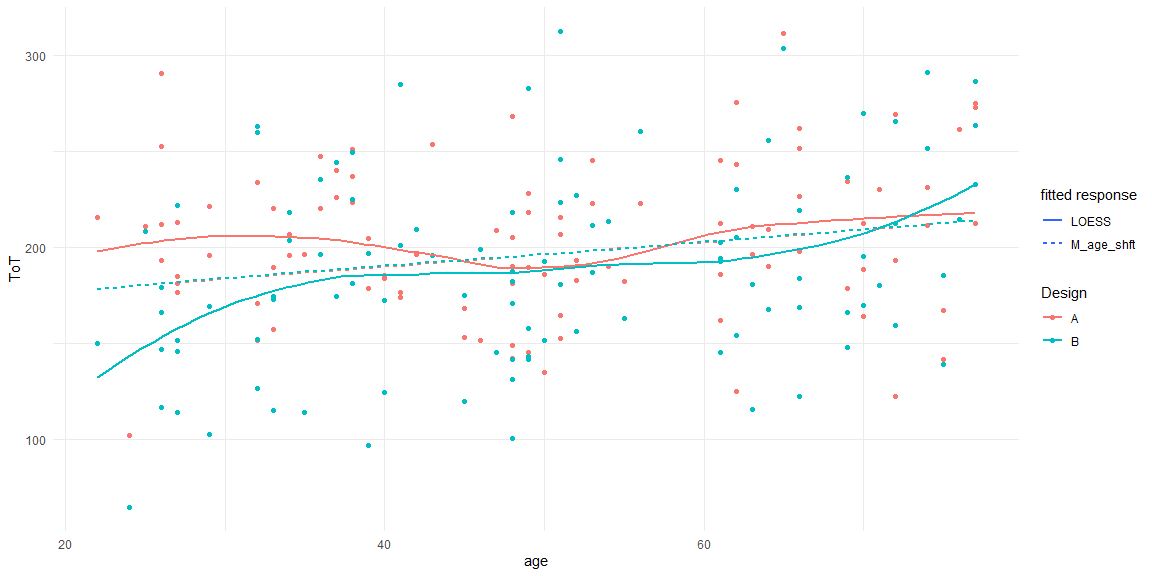 300
200
100
ToT
20
40
60
age
fitted response
LOESS
M_age_shft
Design
A
B